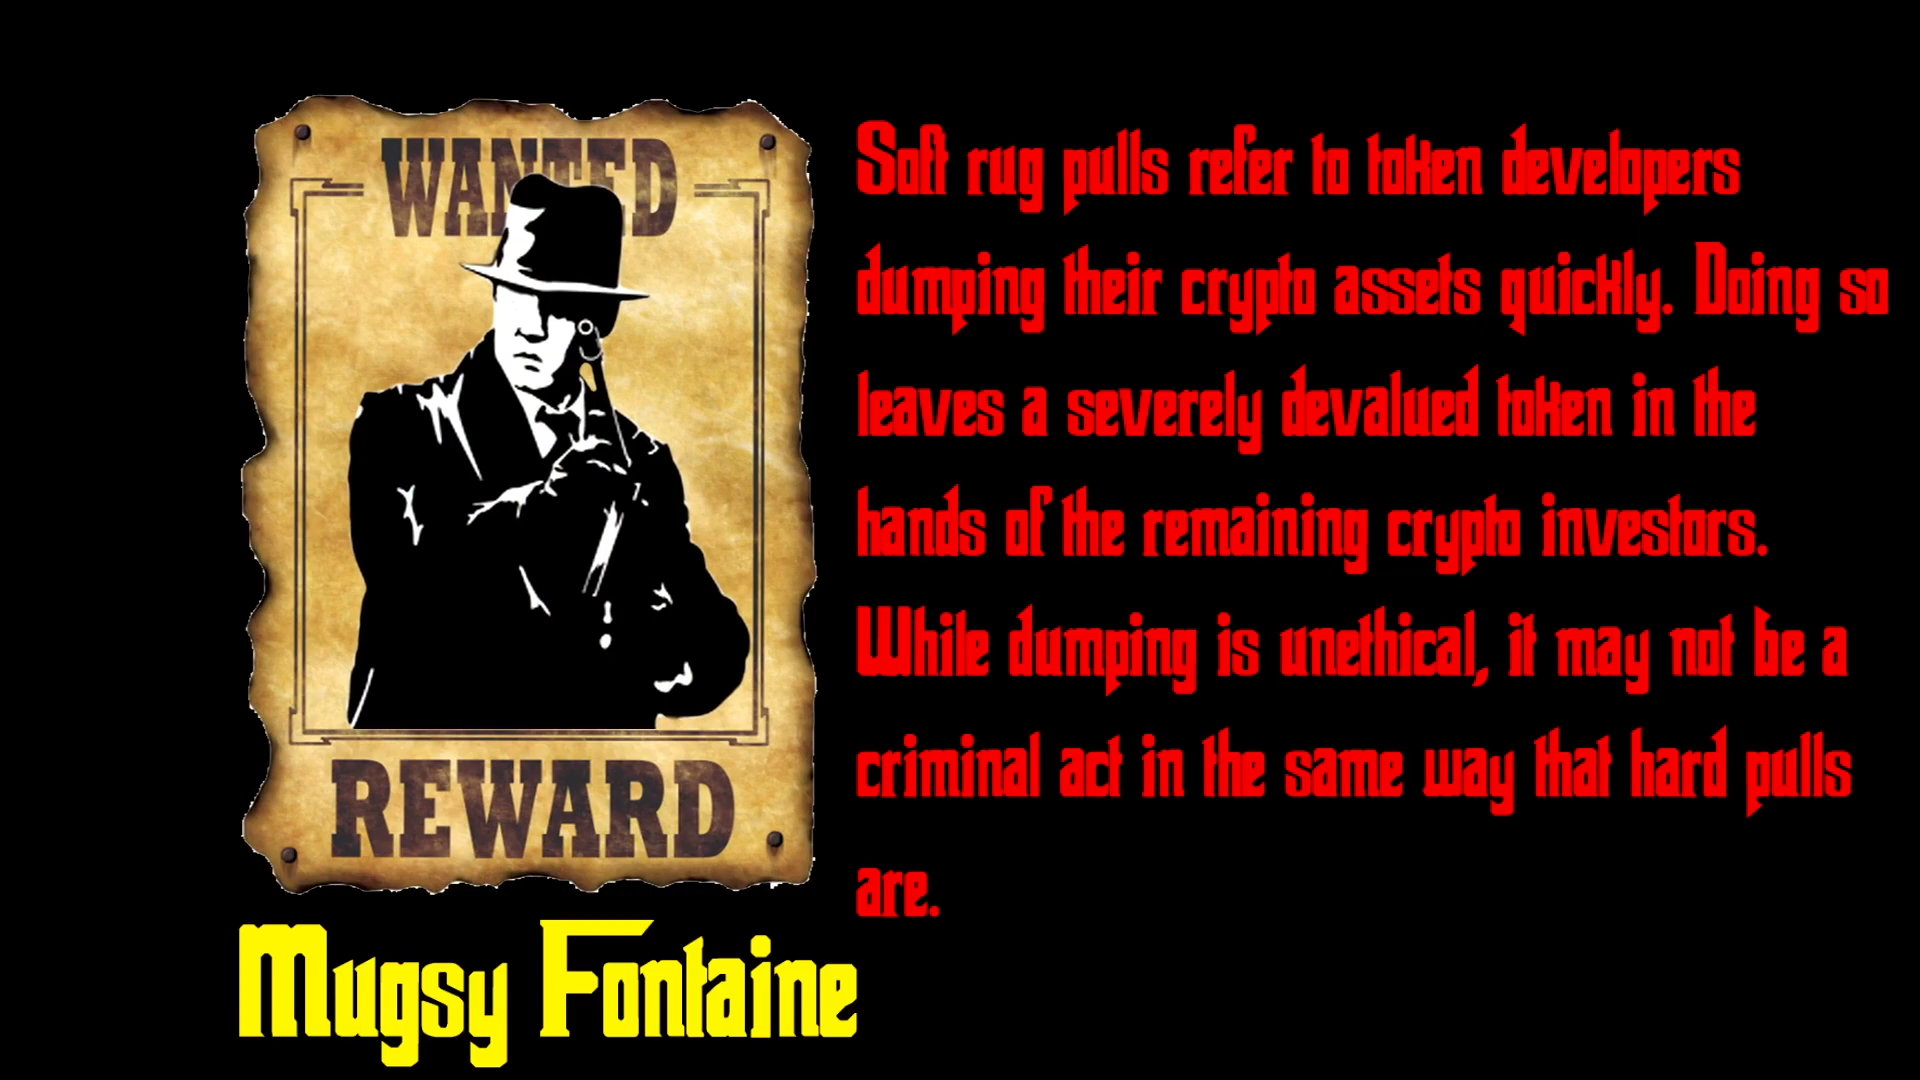 WANTED
REWARD
Mugsy Fontaine
Soft rug pulls refer to token developers
dumping their crypto assets quickly. Doing so
leaves a severely devalued token in the
hands of the remaining crypto investors.
While dumping is unethical, it may not be a
criminal act in the same way that hard pulls
are.